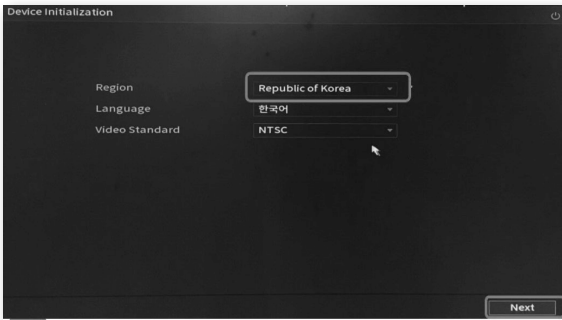 Device Initialization
Region Republic of Korea
Language 한국어
Video Standard NTSC
Next